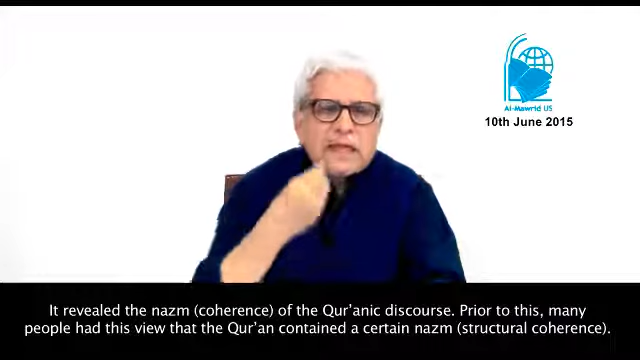 Al-Mawrid US
10th June 2015
It revealed the nazm (coherence) of the Qur'anic discourse. Prior to this, many
people had this view that the Qur'an contained a certain nazm (structural coherence).